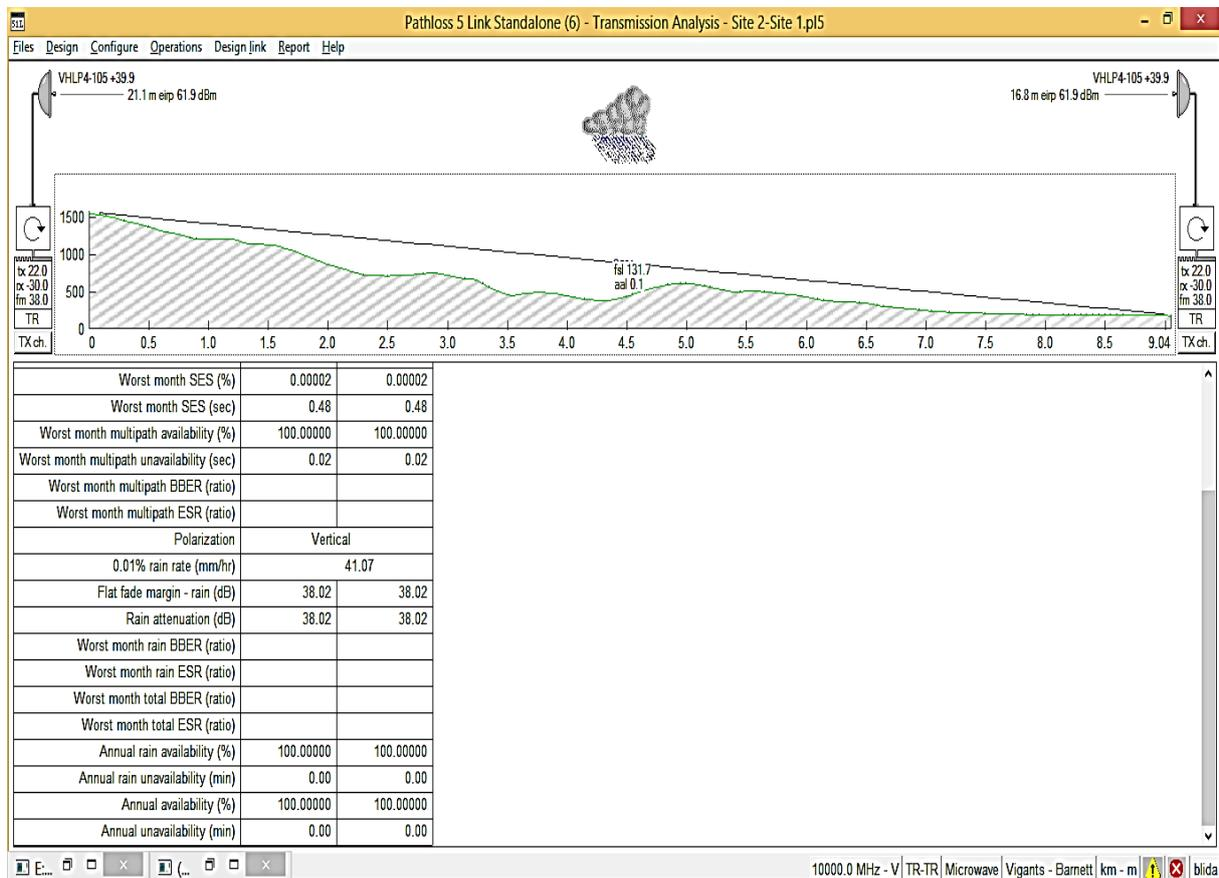 Pathloss 5 Link Standalone (6) - Transmission Analysis - Site 2-Site 1.pl5
Files Design Configure Operations Design link Report Help
VHLP4-105 +39.9
21.1 m eirp 61.9 dBm
VHLP4-105 +39.9
16.8 m eirp 61.9 dBm
1500
1000
500
0
fsl 131.7
aal 0.1
tx 22.0
rx -30.0
fm 38.0
TR
TX ch.
tx 22.0
rx -30.0
fm 38.0
TR
TX ch.
0 0.5 1.0 1.5 2.0 2.5 3.0 3.5 4.0 4.5 5.0 5.5 6.0 6.5 7.0 7.5 8.0 8.5 9.04
Worst month SES (%) 0.00002 0.00002
Worst month SES (sec) 0.48 0.48
Worst month multipath availability (%) 100.00000 100.00000
Worst month multipath unavailability (sec) 0.02 0.02
Worst month multipath BBER (ratio)
Worst month multipath ESR (ratio)
Polarization Vertical
0.01% rain rate (mm/hr) 41.07
Flat fade margin - rain (dB) 38.02 38.02
Rain attenuation (dB) 38.02 38.02
Worst month rain BBER (ratio)
Worst month rain ESR (ratio)
Worst month total BBER (ratio)
Worst month total ESR (ratio)
Annual rain availability (%) 100.00000 100.00000
Annual rain unavailability (min) 0.00 0.00
Annual availability (%) 100.00000 100.00000
Annual unavailability (min) 0.00 0.00
E:... (...
10000.0 MHz - V TR-TR Microwave Vigants - Barnett km - m blida